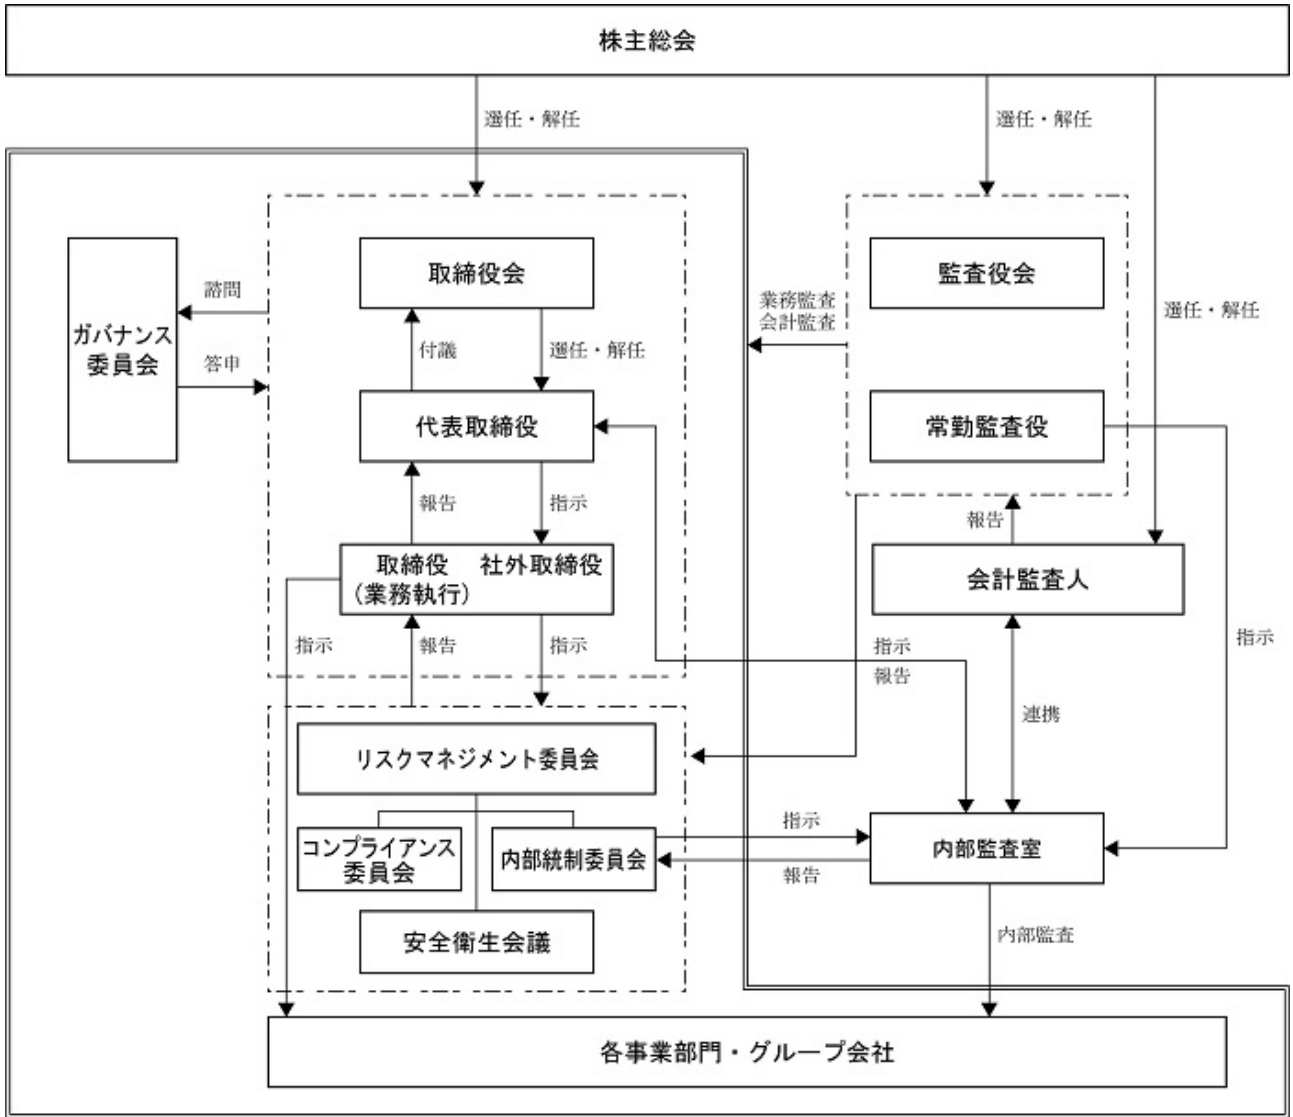 株主総会
選任・解任
選任・解任
選任・解任
ガバナンス
委員会
諮問
答申
取締役会
付議
選任・解任
代表取締役
報告
指示
取締役
(業務執行)
社外取締役
指示
報告
指示
業務監査
会計監査
監査役会
常勤監査役
報告
会計監査人
指示
報告
連携
指示
リスクマネジメント委員会
コンプライアンス
委員会
内部統制委員会
安全衛生会議
指示
報告
内部監査室
内部監査
各事業部門・グループ会社